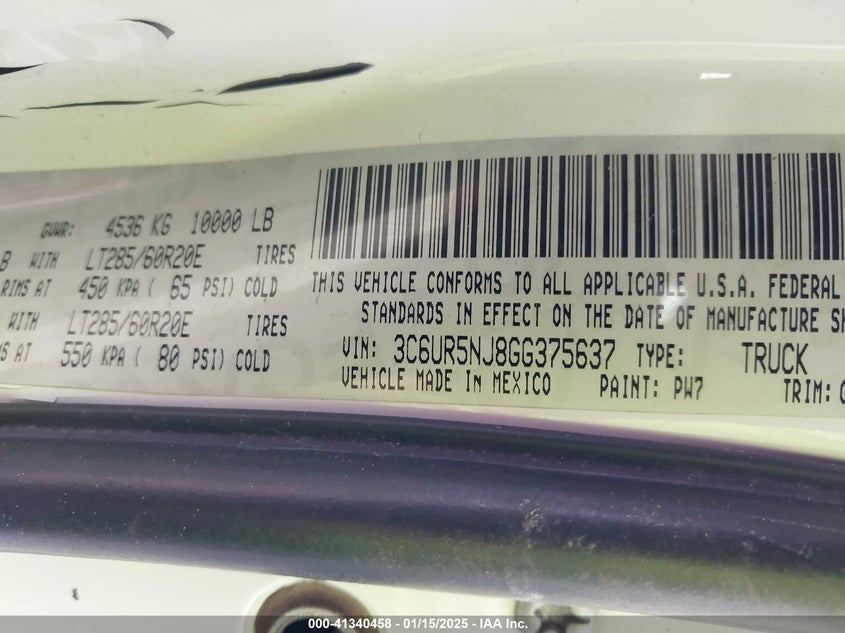 GVWR: 4536 KG 10000 LB
B WITH LT285/60R20E TIRES
RIMS AT 450 KPA ( 65 PSI) COLD
WITH LT285/60R20E TIRES
MS AT 550 KPA ( 80 PSI) COLD
THIS VEHICLE CONFORMS TO ALL APPLICABLE U.S.A. FEDERAL
STANDARDS IN EFFECT ON THE DATE OF MANUFACTURE SH
VIN: 3C6UR5NJ8GG375637 TYPE: TRUCK
VEHICLE MADE In MEXICO PAINT: PW7 TRIM:
000-41340458 - 01/15/2025 - IAA Inc.